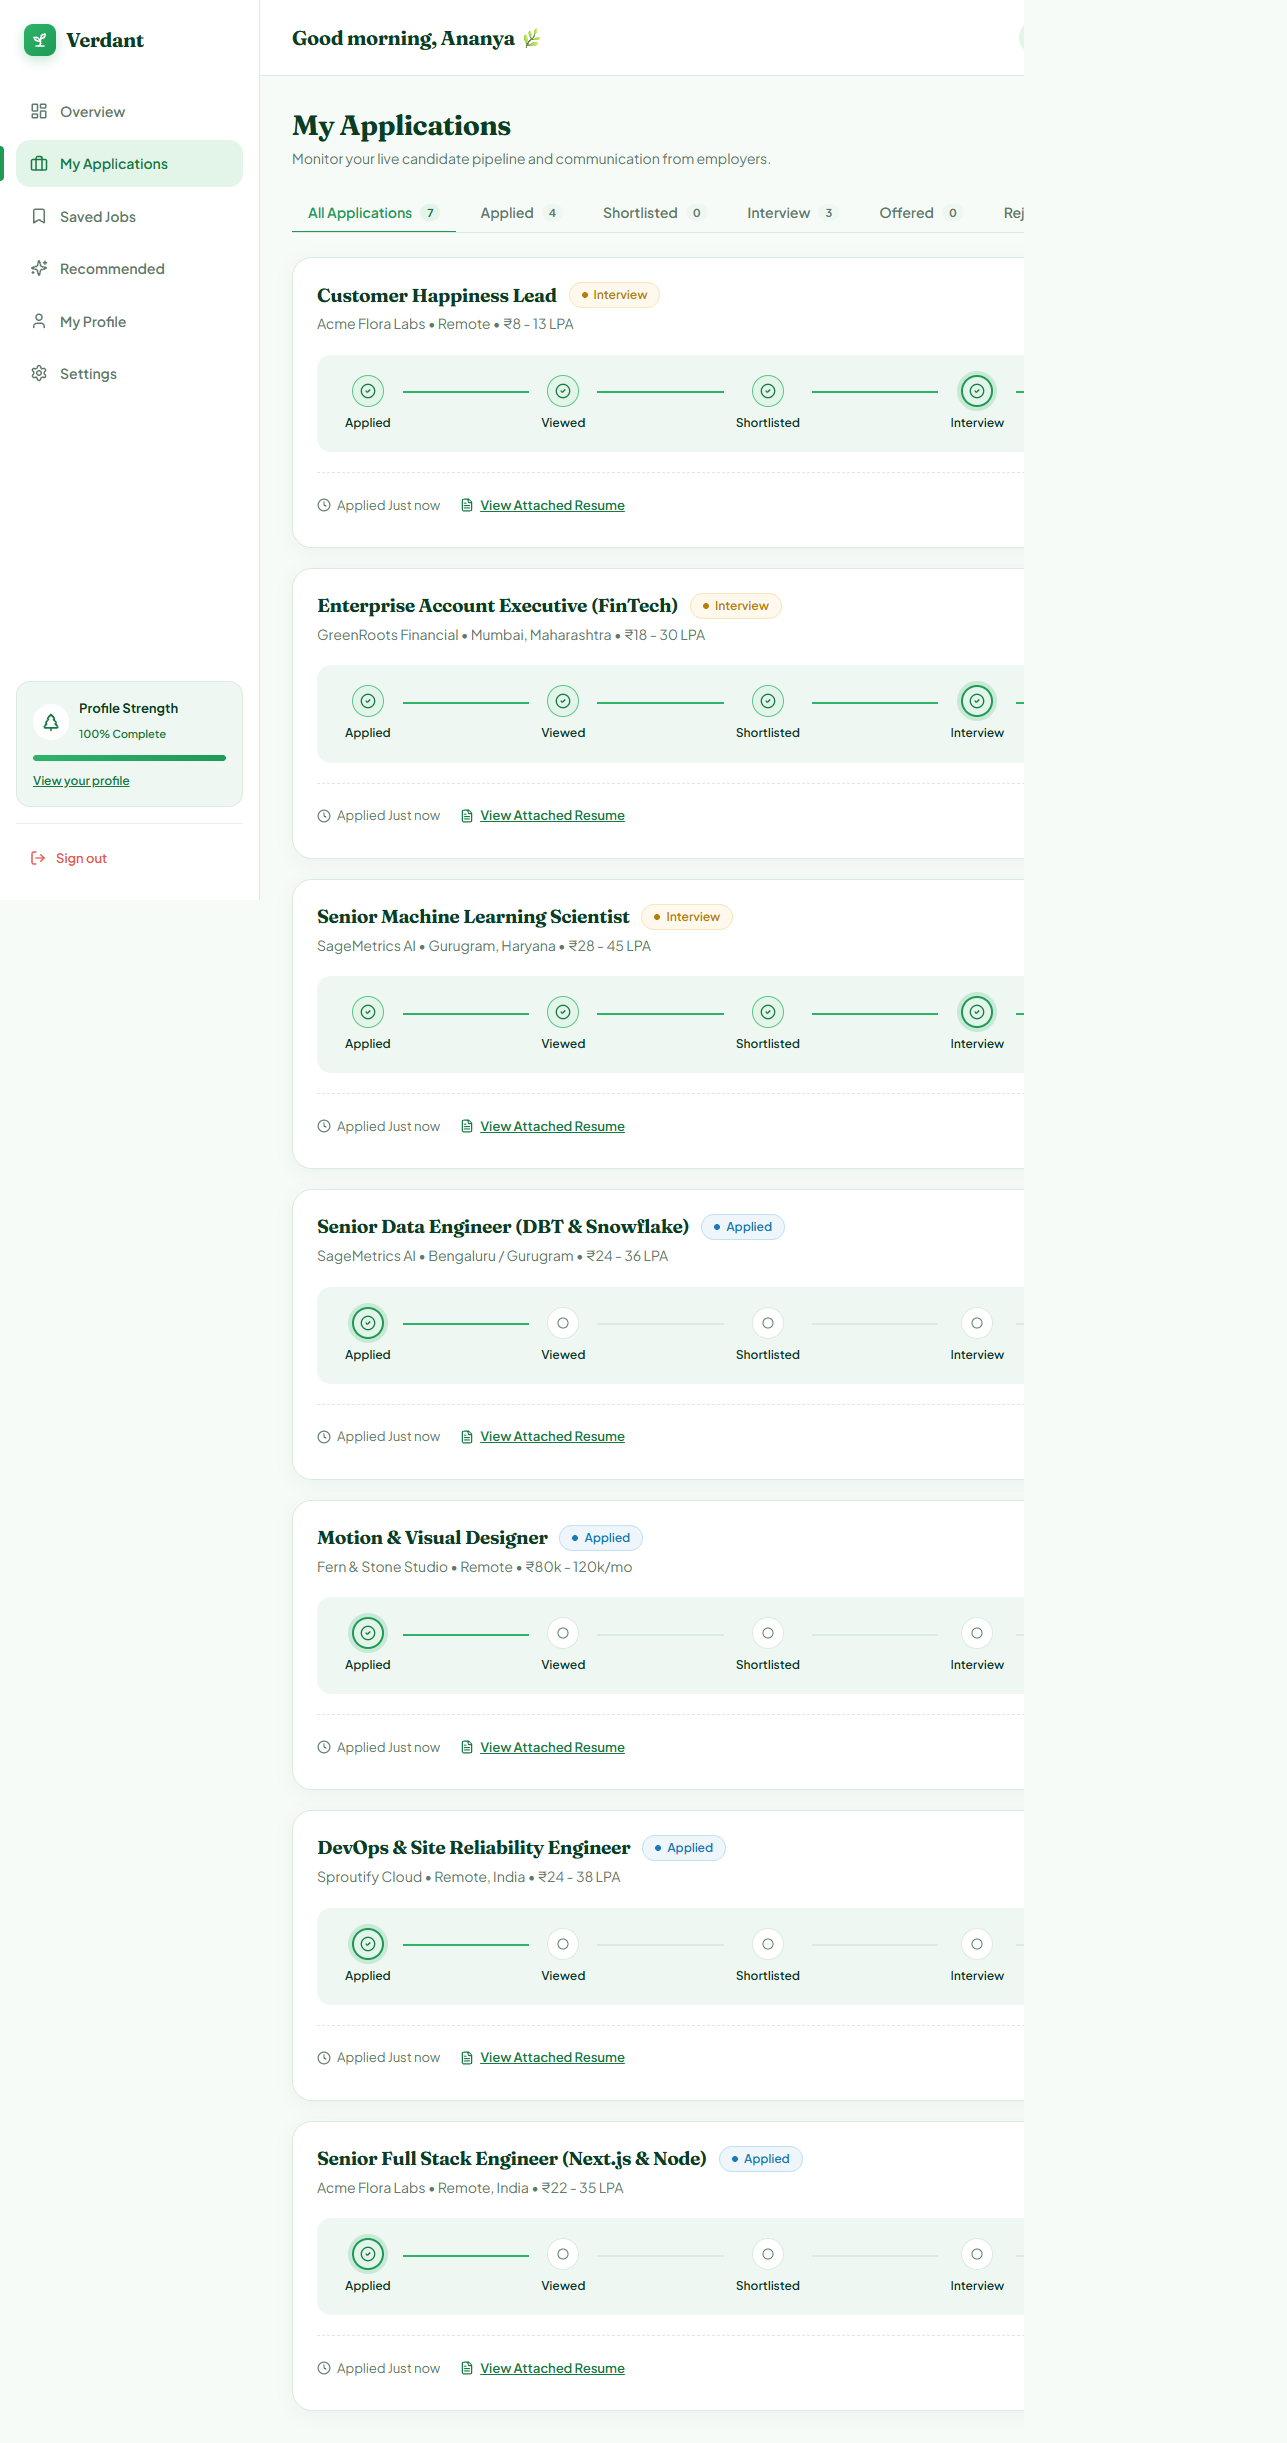 Verdant
Overview
My Applications
Saved Jobs
Recommended
My Profile
Settings
Profile Strength
100% Complete
View your profile
Sign out
Good morning, Ananya 🌿
My Applications
Monitor your live candidate pipeline and communication from employers.
All Applications 7 Applied 4 Shortlisted 0 Interview 3 Offered 0 Rej
Customer Happiness Lead • Interview
Acme Flora Labs • Remote • ₹8 - 13 LPA
Applied Viewed Shortlisted Interview
Applied Just now View Attached Resume
Enterprise Account Executive (FinTech) • Interview
GreenRoots Financial • Mumbai, Maharashtra • ₹18 - 30 LPA
Applied Viewed Shortlisted Interview
Applied Just now View Attached Resume
Senior Machine Learning Scientist • Interview
SageMetrics AI • Gurugram, Haryana • ₹28 - 45 LPA
Applied Viewed Shortlisted Interview
Applied Just now View Attached Resume
Senior Data Engineer (DBT & Snowflake) • Applied
SageMetrics AI • Bengaluru / Gurugram • ₹24 - 36 LPA
Applied Viewed Shortlisted Interview
Applied Just now View Attached Resume
Motion & Visual Designer • Applied
Fern & Stone Studio • Remote • ₹80k - 120k/mo
Applied Viewed Shortlisted Interview
Applied Just now View Attached Resume
DevOps & Site Reliability Engineer • Applied
Sproutify Cloud • Remote, India • ₹24 - 38 LPA
Applied Viewed Shortlisted Interview
Applied Just now View Attached Resume
Senior Full Stack Engineer (Next.js & Node) • Applied
Acme Flora Labs • Remote, India • ₹22 - 35 LPA
Applied Viewed Shortlisted Interview
Applied Just now View Attached Resume